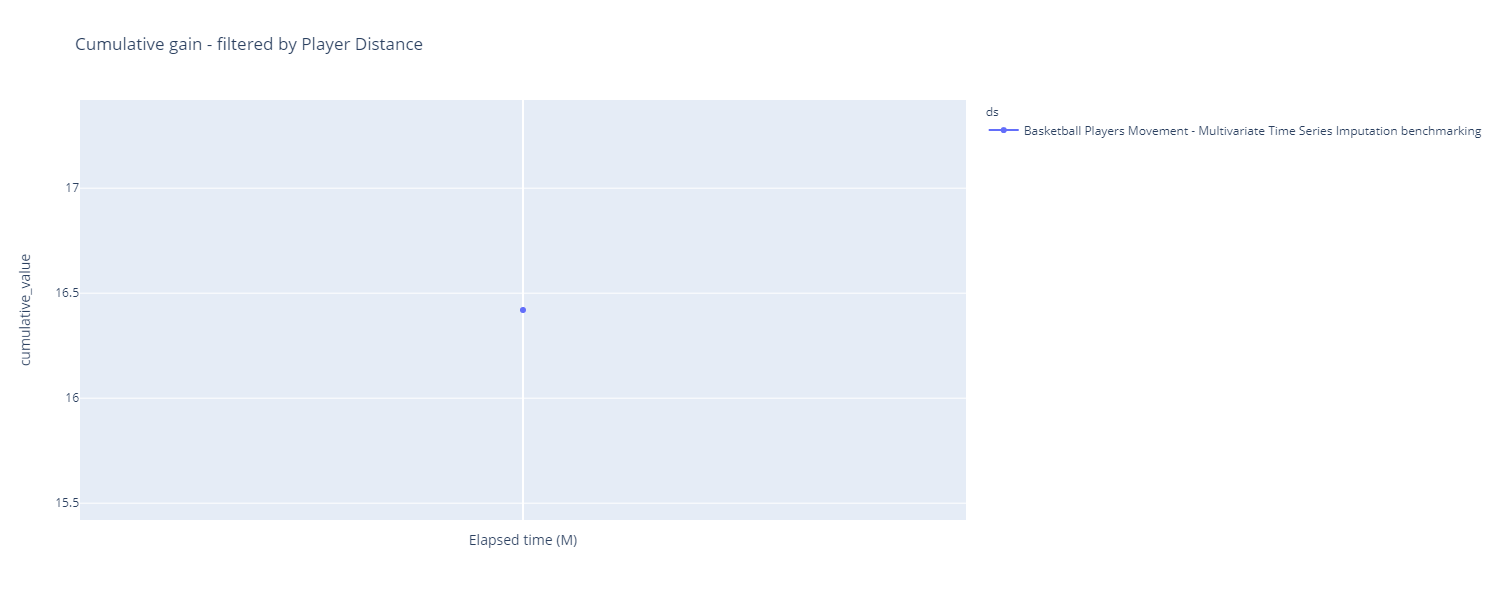 Cumulative gain - filtered by Player Distance
ds
Basketball Players Movement - Multivariate Time Series Imputation benchmarking
17
16.5
16
15.5
cumulative_value
Elapsed time (M)